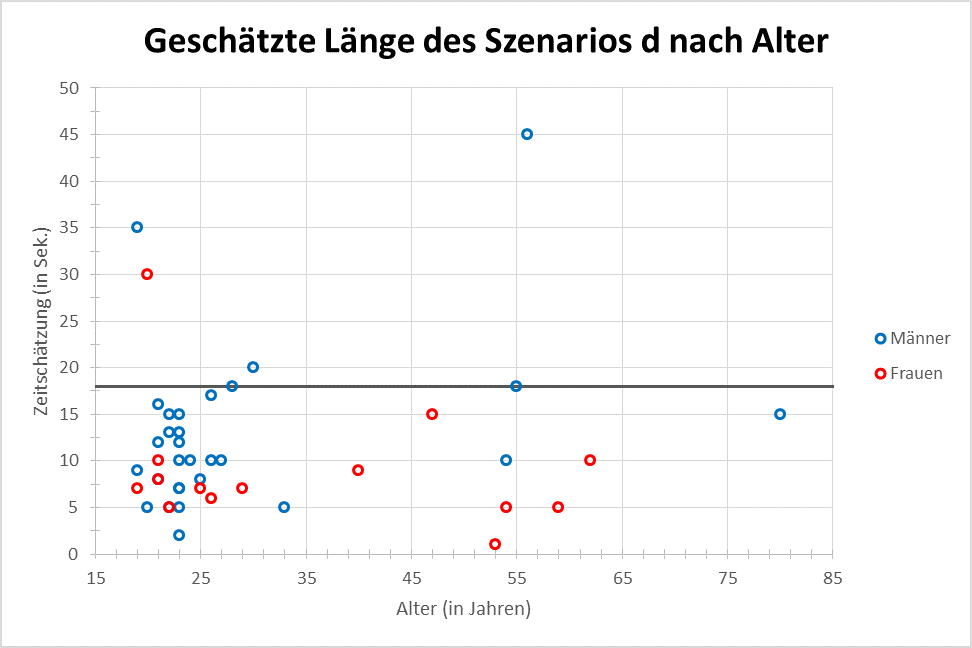 Geschätzte Länge des Szenarios d nach Alter
50
45
40
35
30
25
20
15
10
5
0
Zeitschätzung (in Sek.)
15 25 35 45 55 65 75 85
Alter (in Jahren)
Männer
Frauen